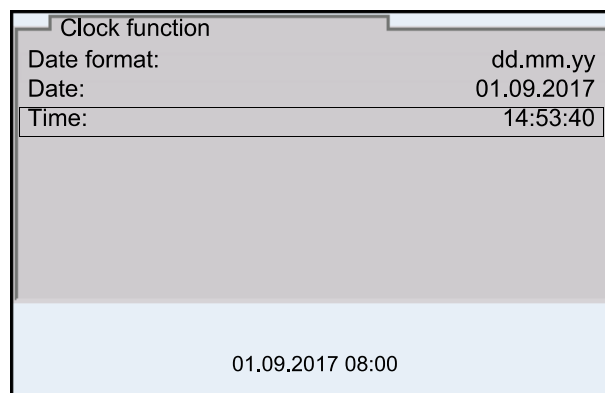 Clock function
Date format: dd.mm.yy
Date: 01.09.2017
Time: 14:53:40
01.09.2017 08:00